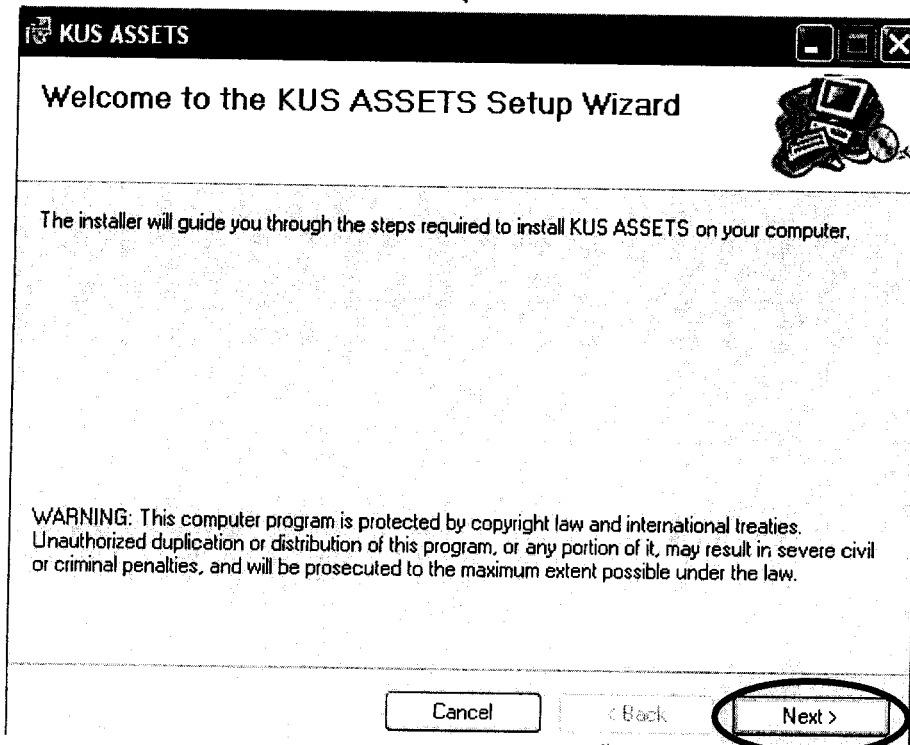 KUS ASSETS
Welcome to the KUS ASSETS Setup Wizard
The installer will guide you through the steps required to install KUS ASSETS on your computer.
WARNING: This computer program is protected by copyright law and international treaties.
Unauthorized duplication or distribution of this program, or any portion of it, may result in severe civil
or criminal penalties, and will be prosecuted to the maximum extent possible under the law.
Cancel
< Back
Next >